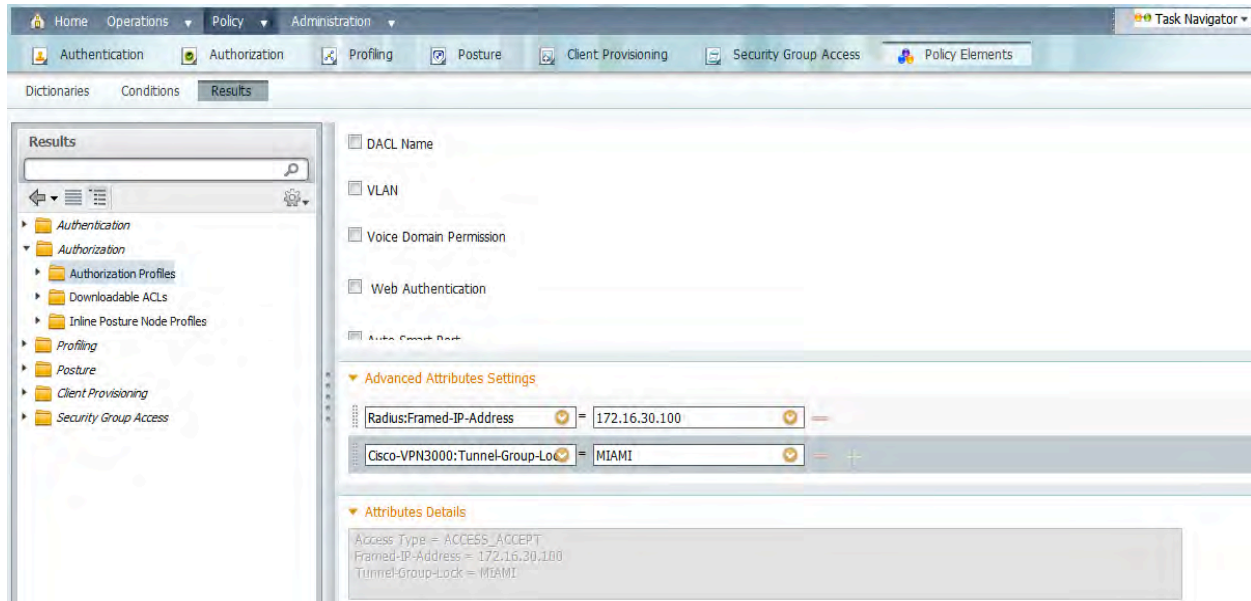 Home Operations Policy Administration Task Navigator
Authentication Authorization Profiling Posture Client Provisioning Security Group Access Policy Elements
Dictionaries Conditions Results
Results
Authentication
Authorization
Authorization Profiles
Downloadable ACLs
Inline Posture Node Profiles
Profiling
Posture
Client Provisioning
Security Group Access
DACL Name
VLAN
Voice Domain Permission
Web Authentication
Auto Smart Port
Advanced Attributes Settings
Radius:Framed-IP-Address = 172.16.30.100
Cisco-VPN3000:Tunnel-Group-Loc = MIAMI
Attributes Details
Access Type = ACCESS_ACCEPT
Framed-IP-Address = 172.16.30.100
Tunnel-Group-Lock = MIAMI